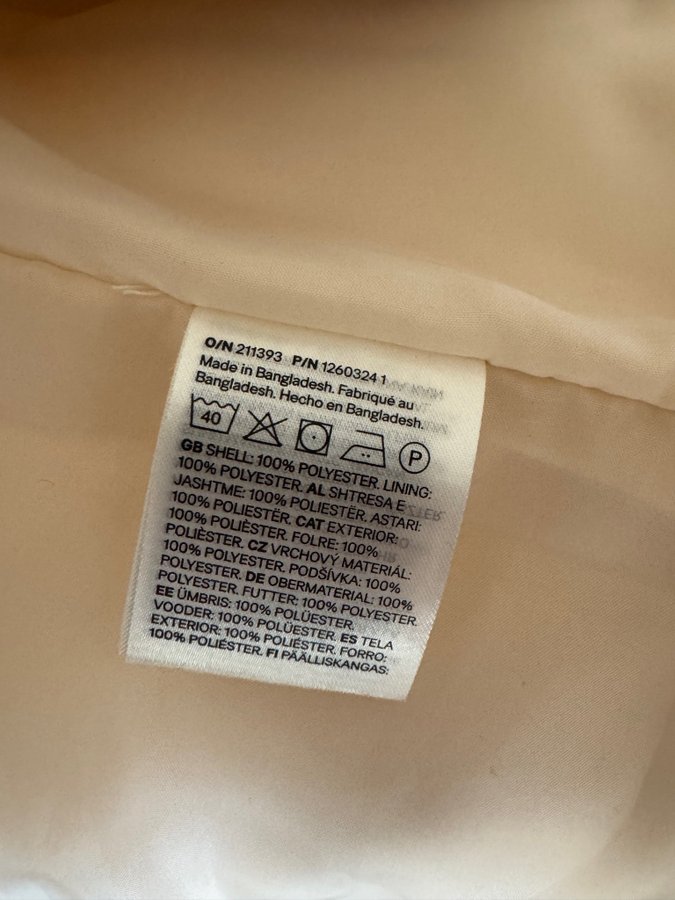 O/N 211393 P/N 1260324 1
Made in Bangladesh. Fabriqué au
Bangladesh. Hecho en Bangladesh.
40 P
GB SHELL: 100% POLYESTER. LINING:
100% POLYESTER. AL SHTRESA E
JASHTME: 100% POLIESTËR. ASTARI:
100% POLIESTËR. CAT EXTERIOR:
100% POLIÈSTER. FOLRE: 100%
POLIÈSTER. CZ VRCHOVÝ MATERIÁL:
100% POLYESTER. PODŠÍVKA: 100%
POLYESTER. DE OBERMATERIAL: 100%
POLYESTER. FUTTER: 100% POLYESTER.
EE ÜMBRIS: 100% POLÜESTER.
VOODER: 100% POLÜESTER. ES TELA
EXTERIOR: 100% POLIÉSTER. FORRO:
100% POLIÉSTER. FI PÄÄLLISKANGAS: